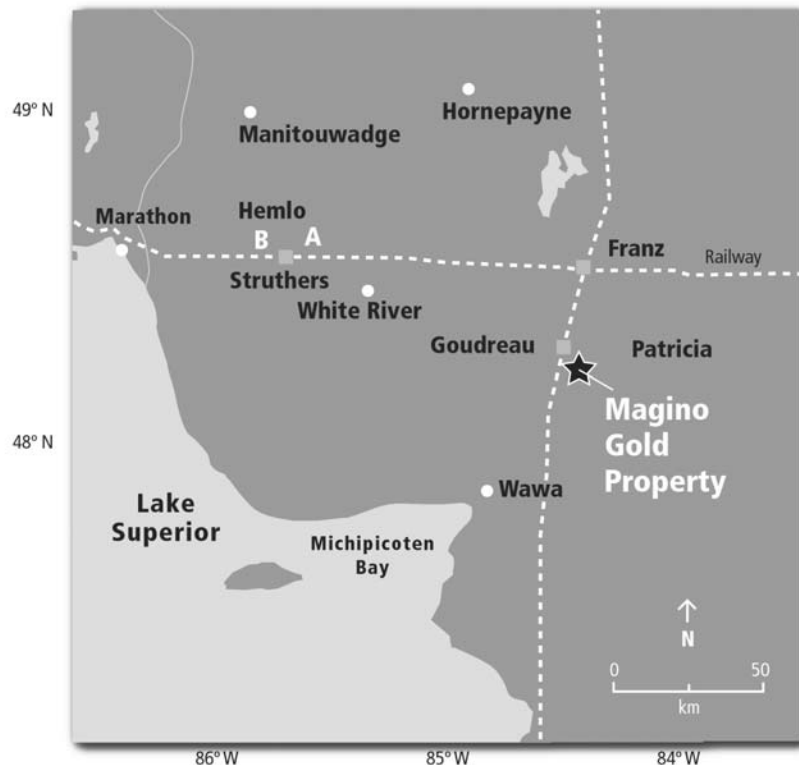 49° N
Hornepayne
Manitouwadge
Marathon
Hemlo
B A
Franz
Railway
Struthers
White River
Goudreau
Patricia
Magino
Gold
Property
48° N
Wawa
Lake
Superior
Michipicoten
Bay
N
0 50
km
86° W 85° W 84° W